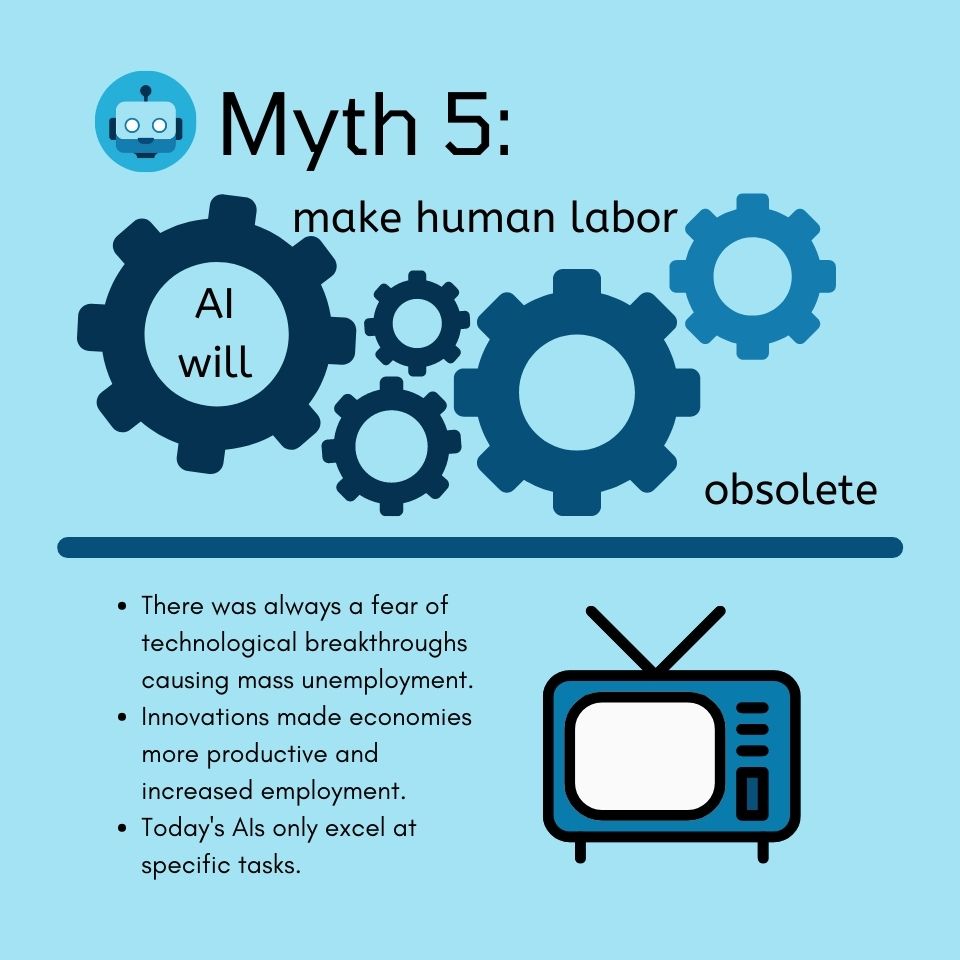 Myth 5:
make human labor
AI
will
obsolete
• There was always a fear of
technological breakthroughs
causing mass unemployment.
• Innovations made economies
more productive and
increased employment.
• Today's AIs only excel at
specific tasks.